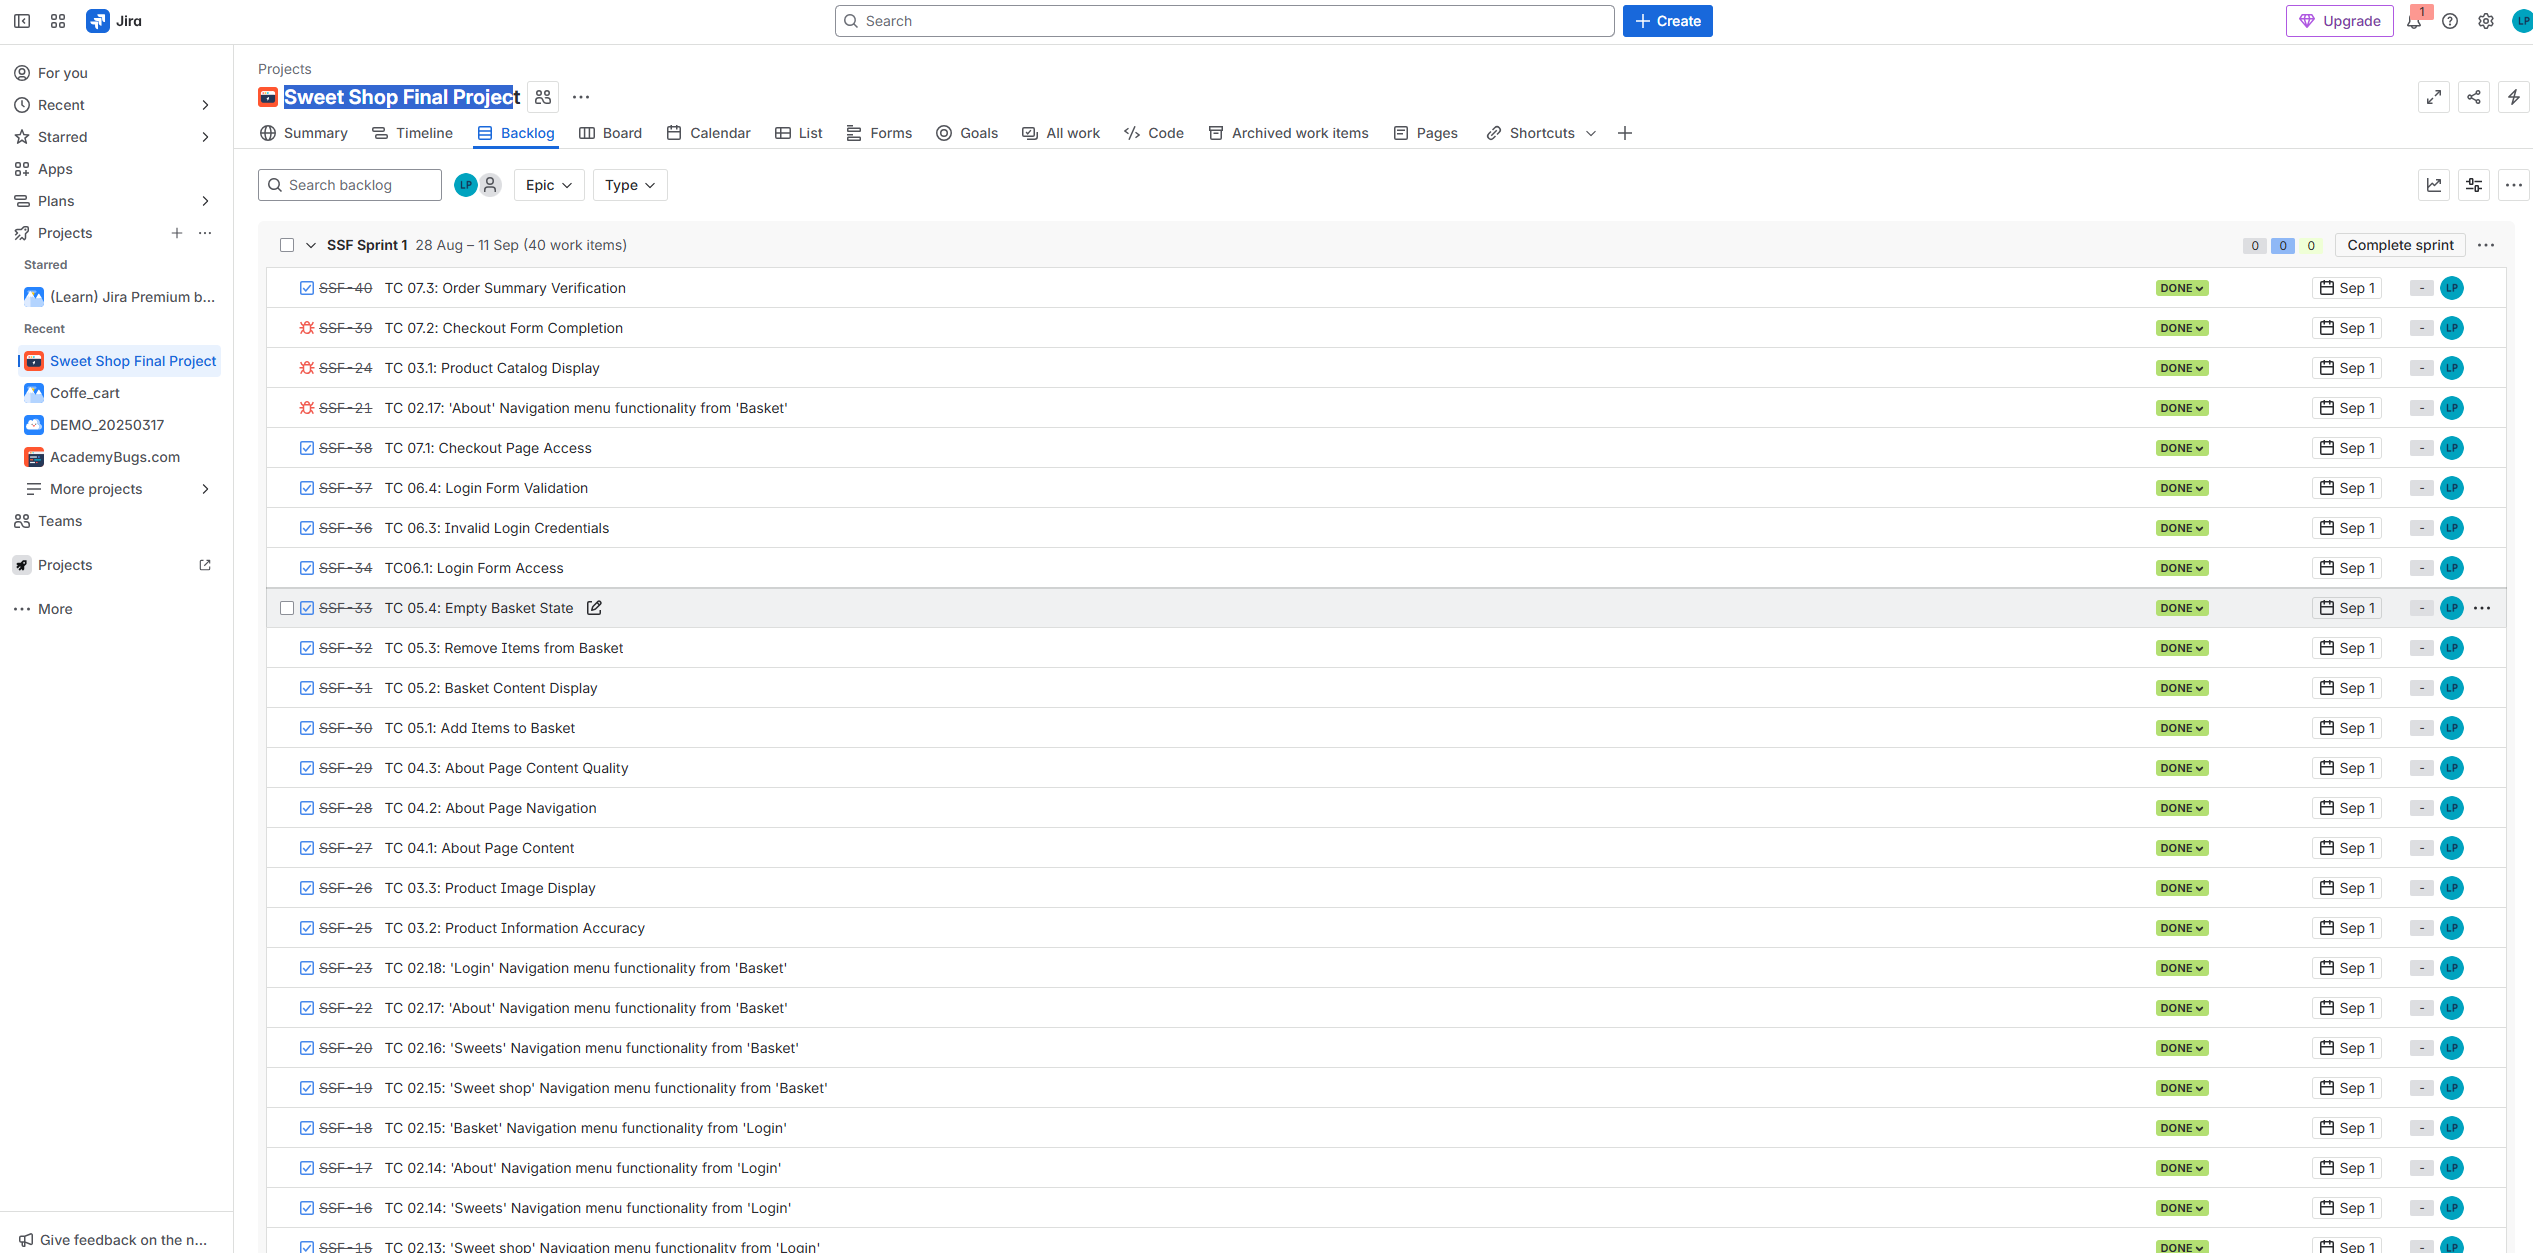 Jira
Search
Create
Upgrade
1
LP
For you
Recent
Starred
Apps
Plans
Projects
Starred
(Learn) Jira Premium b...
Recent
Sweet Shop Final Project
Coffe_cart
DEMO_20250317
AcademyBugs.com
More projects
Teams
Projects
More
Give feedback on the n...
Projects
Sweet Shop Final Project
Summary Timeline Backlog Board Calendar List Forms Goals All work Code Archived work items Pages Shortcuts
Search backlog LP Epic Type
SSF Sprint 1 28 Aug – 11 Sep (40 work items) 0 0 0 Complete sprint
SSF-40 TC 07.3: Order Summary Verification DONE Sep 1 - LP
SSF-39 TC 07.2: Checkout Form Completion DONE Sep 1 - LP
SSF-24 TC 03.1: Product Catalog Display DONE Sep 1 - LP
SSF-21 TC 02.17: 'About' Navigation menu functionality from 'Basket' DONE Sep 1 - LP
SSF-38 TC 07.1: Checkout Page Access DONE Sep 1 - LP
SSF-37 TC 06.4: Login Form Validation DONE Sep 1 - LP
SSF-36 TC 06.3: Invalid Login Credentials DONE Sep 1 - LP
SSF-34 TC06.1: Login Form Access DONE Sep 1 - LP
SSF-33 TC 05.4: Empty Basket State DONE Sep 1 - LP
SSF-32 TC 05.3: Remove Items from Basket DONE Sep 1 - LP
SSF-31 TC 05.2: Basket Content Display DONE Sep 1 - LP
SSF-30 TC 05.1: Add Items to Basket DONE Sep 1 - LP
SSF-29 TC 04.3: About Page Content Quality DONE Sep 1 - LP
SSF-28 TC 04.2: About Page Navigation DONE Sep 1 - LP
SSF-27 TC 04.1: About Page Content DONE Sep 1 - LP
SSF-26 TC 03.3: Product Image Display DONE Sep 1 - LP
SSF-25 TC 03.2: Product Information Accuracy DONE Sep 1 - LP
SSF-23 TC 02.18: 'Login' Navigation menu functionality from 'Basket' DONE Sep 1 - LP
SSF-22 TC 02.17: 'About' Navigation menu functionality from 'Basket' DONE Sep 1 - LP
SSF-20 TC 02.16: 'Sweets' Navigation menu functionality from 'Basket' DONE Sep 1 - LP
SSF-19 TC 02.15: 'Sweet shop' Navigation menu functionality from 'Basket' DONE Sep 1 - LP
SSF-18 TC 02.15: 'Basket' Navigation menu functionality from 'Login' DONE Sep 1 - LP
SSF-17 TC 02.14: 'About' Navigation menu functionality from 'Login' DONE Sep 1 - LP
SSF-16 TC 02.14: 'Sweets' Navigation menu functionality from 'Login' DONE Sep 1 - LP
SSF-15 TC 02.13: 'Sweet shop' Navigation menu functionality from 'Login' DONE Sep 1 - LP